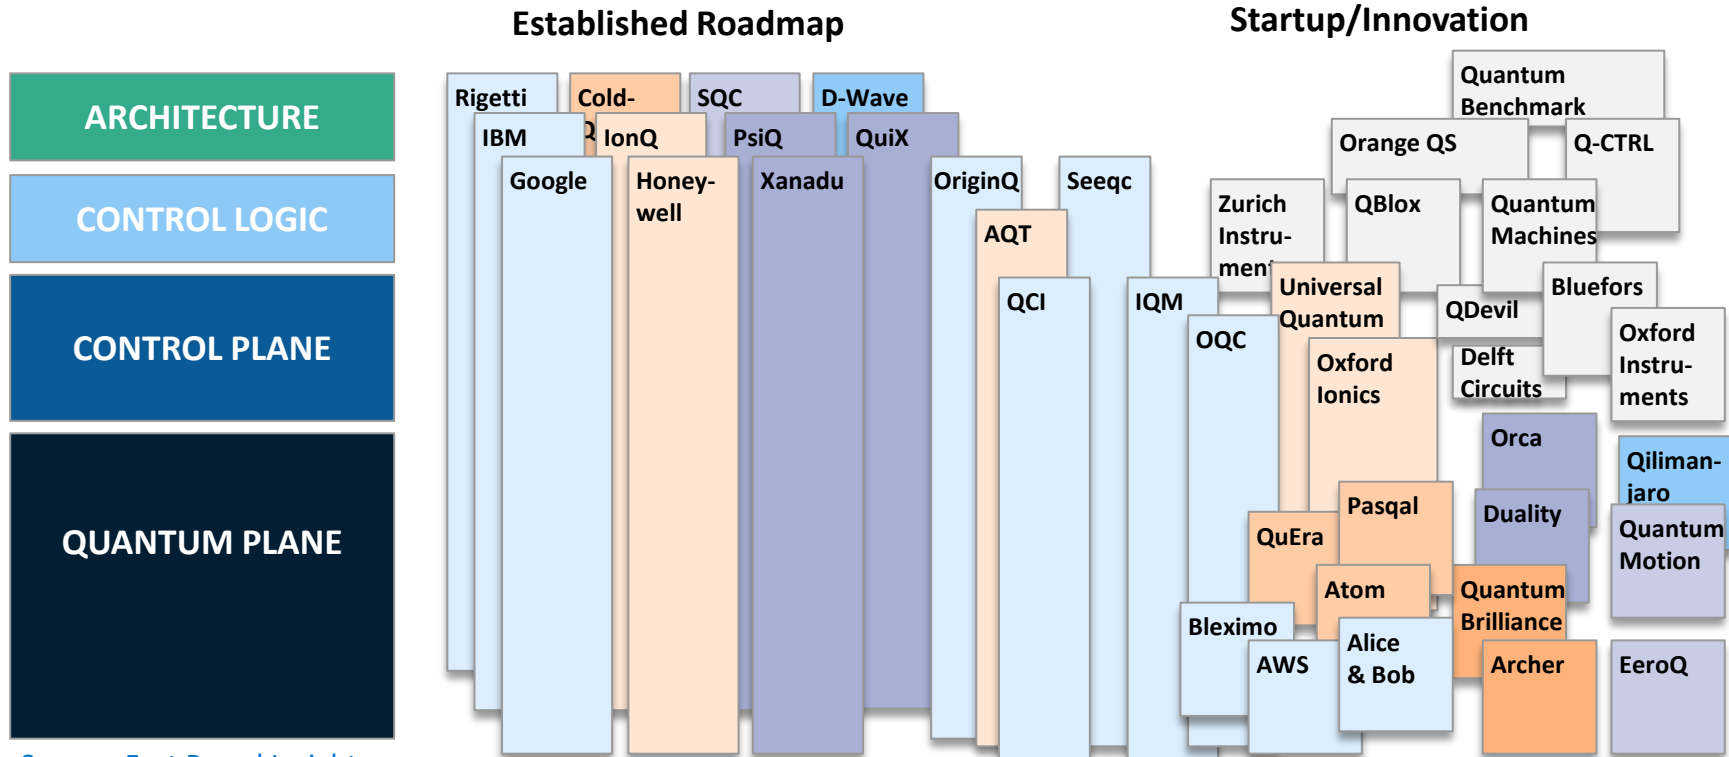 Established Roadmap
Startup/Innovation
ARCHITECTURE
CONTROL LOGIC
CONTROL PLANE
QUANTUM PLANE
Rigetti
Cold-
SQC
D-Wave
IBM
IonQ
PsiQ
QuiX
Google
Honey-
well
Xanadu
OriginQ
Seeqc
AQT
QCI
IQM
OQC
Quantum
Benchmark
Orange QS
Q-CTRL
Zurich
Instru-
QBlox
Quantum
Machines
Universal
Quantum
QDevil
Bluefors
Oxford
Instru-
ments
Delft
Circuits
Oxford
Ionics
Orca
Qiliman-
jaro
Pasqal
Duality
Quantum
Motion
QuEra
Atom
Quantum
Brilliance
Bleximo
AWS
Alice
& Bob
Archer
EeroQ